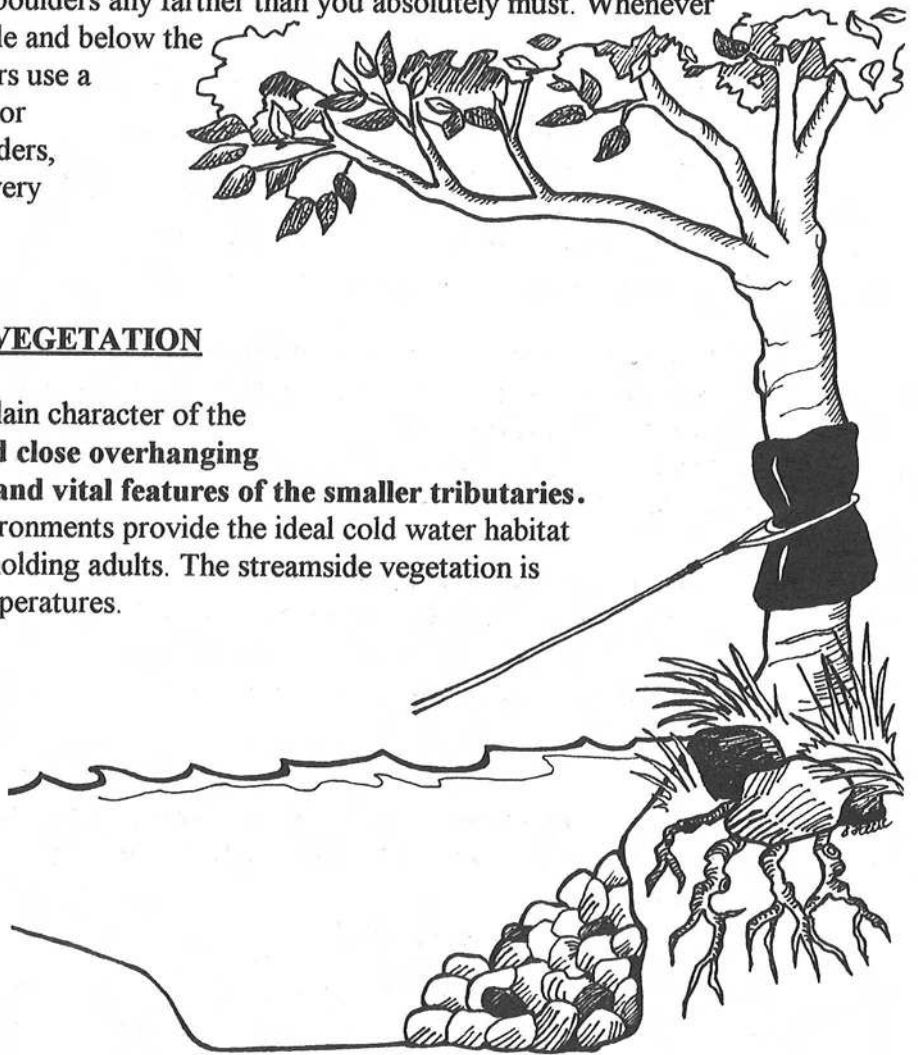 boulders any farther than you absolutely must. Whenever
le and below the
rs use a
or
ders,
ery
VEGETATION
lain character of the
d close overhanging
and vital features of the smaller tributaries.
ronments provide the ideal cold water habitat
olding adults. The streamside vegetation is
peratures.